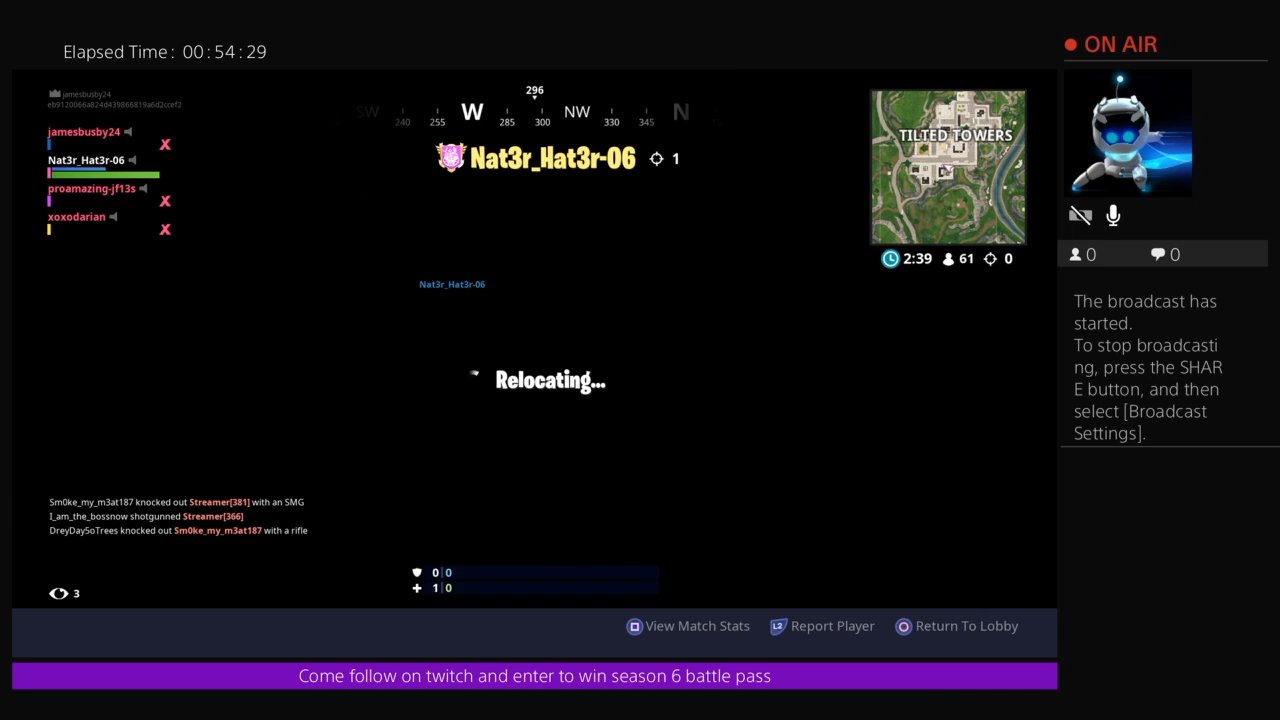 Elapsed Time: 00:54:29
ON AIR
jamesbusby24
eb9120066a824d439866819a6d2ccef2
jamesbusby24 X
Nat3r_Hat3r-06
proamazing-jf13s X
xoxodarian X
296
SW 240 255 W 285 300 NW 330 345 N
Nat3r_Hat3r-06 1
TILTED TOWERS
2:39 61 0
Nat3r_Hat3r-06
Relocating...
Sm0ke_my_m3at187 knocked out Streamer[381] with an SMG
I_am_the_bossnow shotgunned Streamer[366]
DreyDay5oTrees knocked out Sm0ke_my_m3at187 with a rifle
3
0|0
1|0
View Match Stats L2 Report Player Return To Lobby
Come follow on twitch and enter to win season 6 battle pass
0 0
The broadcast has
started.
To stop broadcasti
ng, press the SHAR
E button, and then
select [Broadcast
Settings].